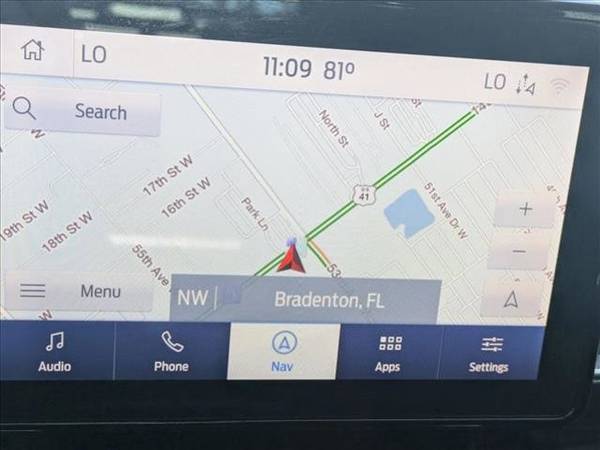 LO
11:09 81°
LO
Search
North St
J St
14
41
17th St W
16th St W
19th St W
18th St W
Park Ln
51st Ave Dr W
55th Ave
53
+
−
Menu
NW
Bradenton, FL
Audio
Phone
Nav
Apps
Settings